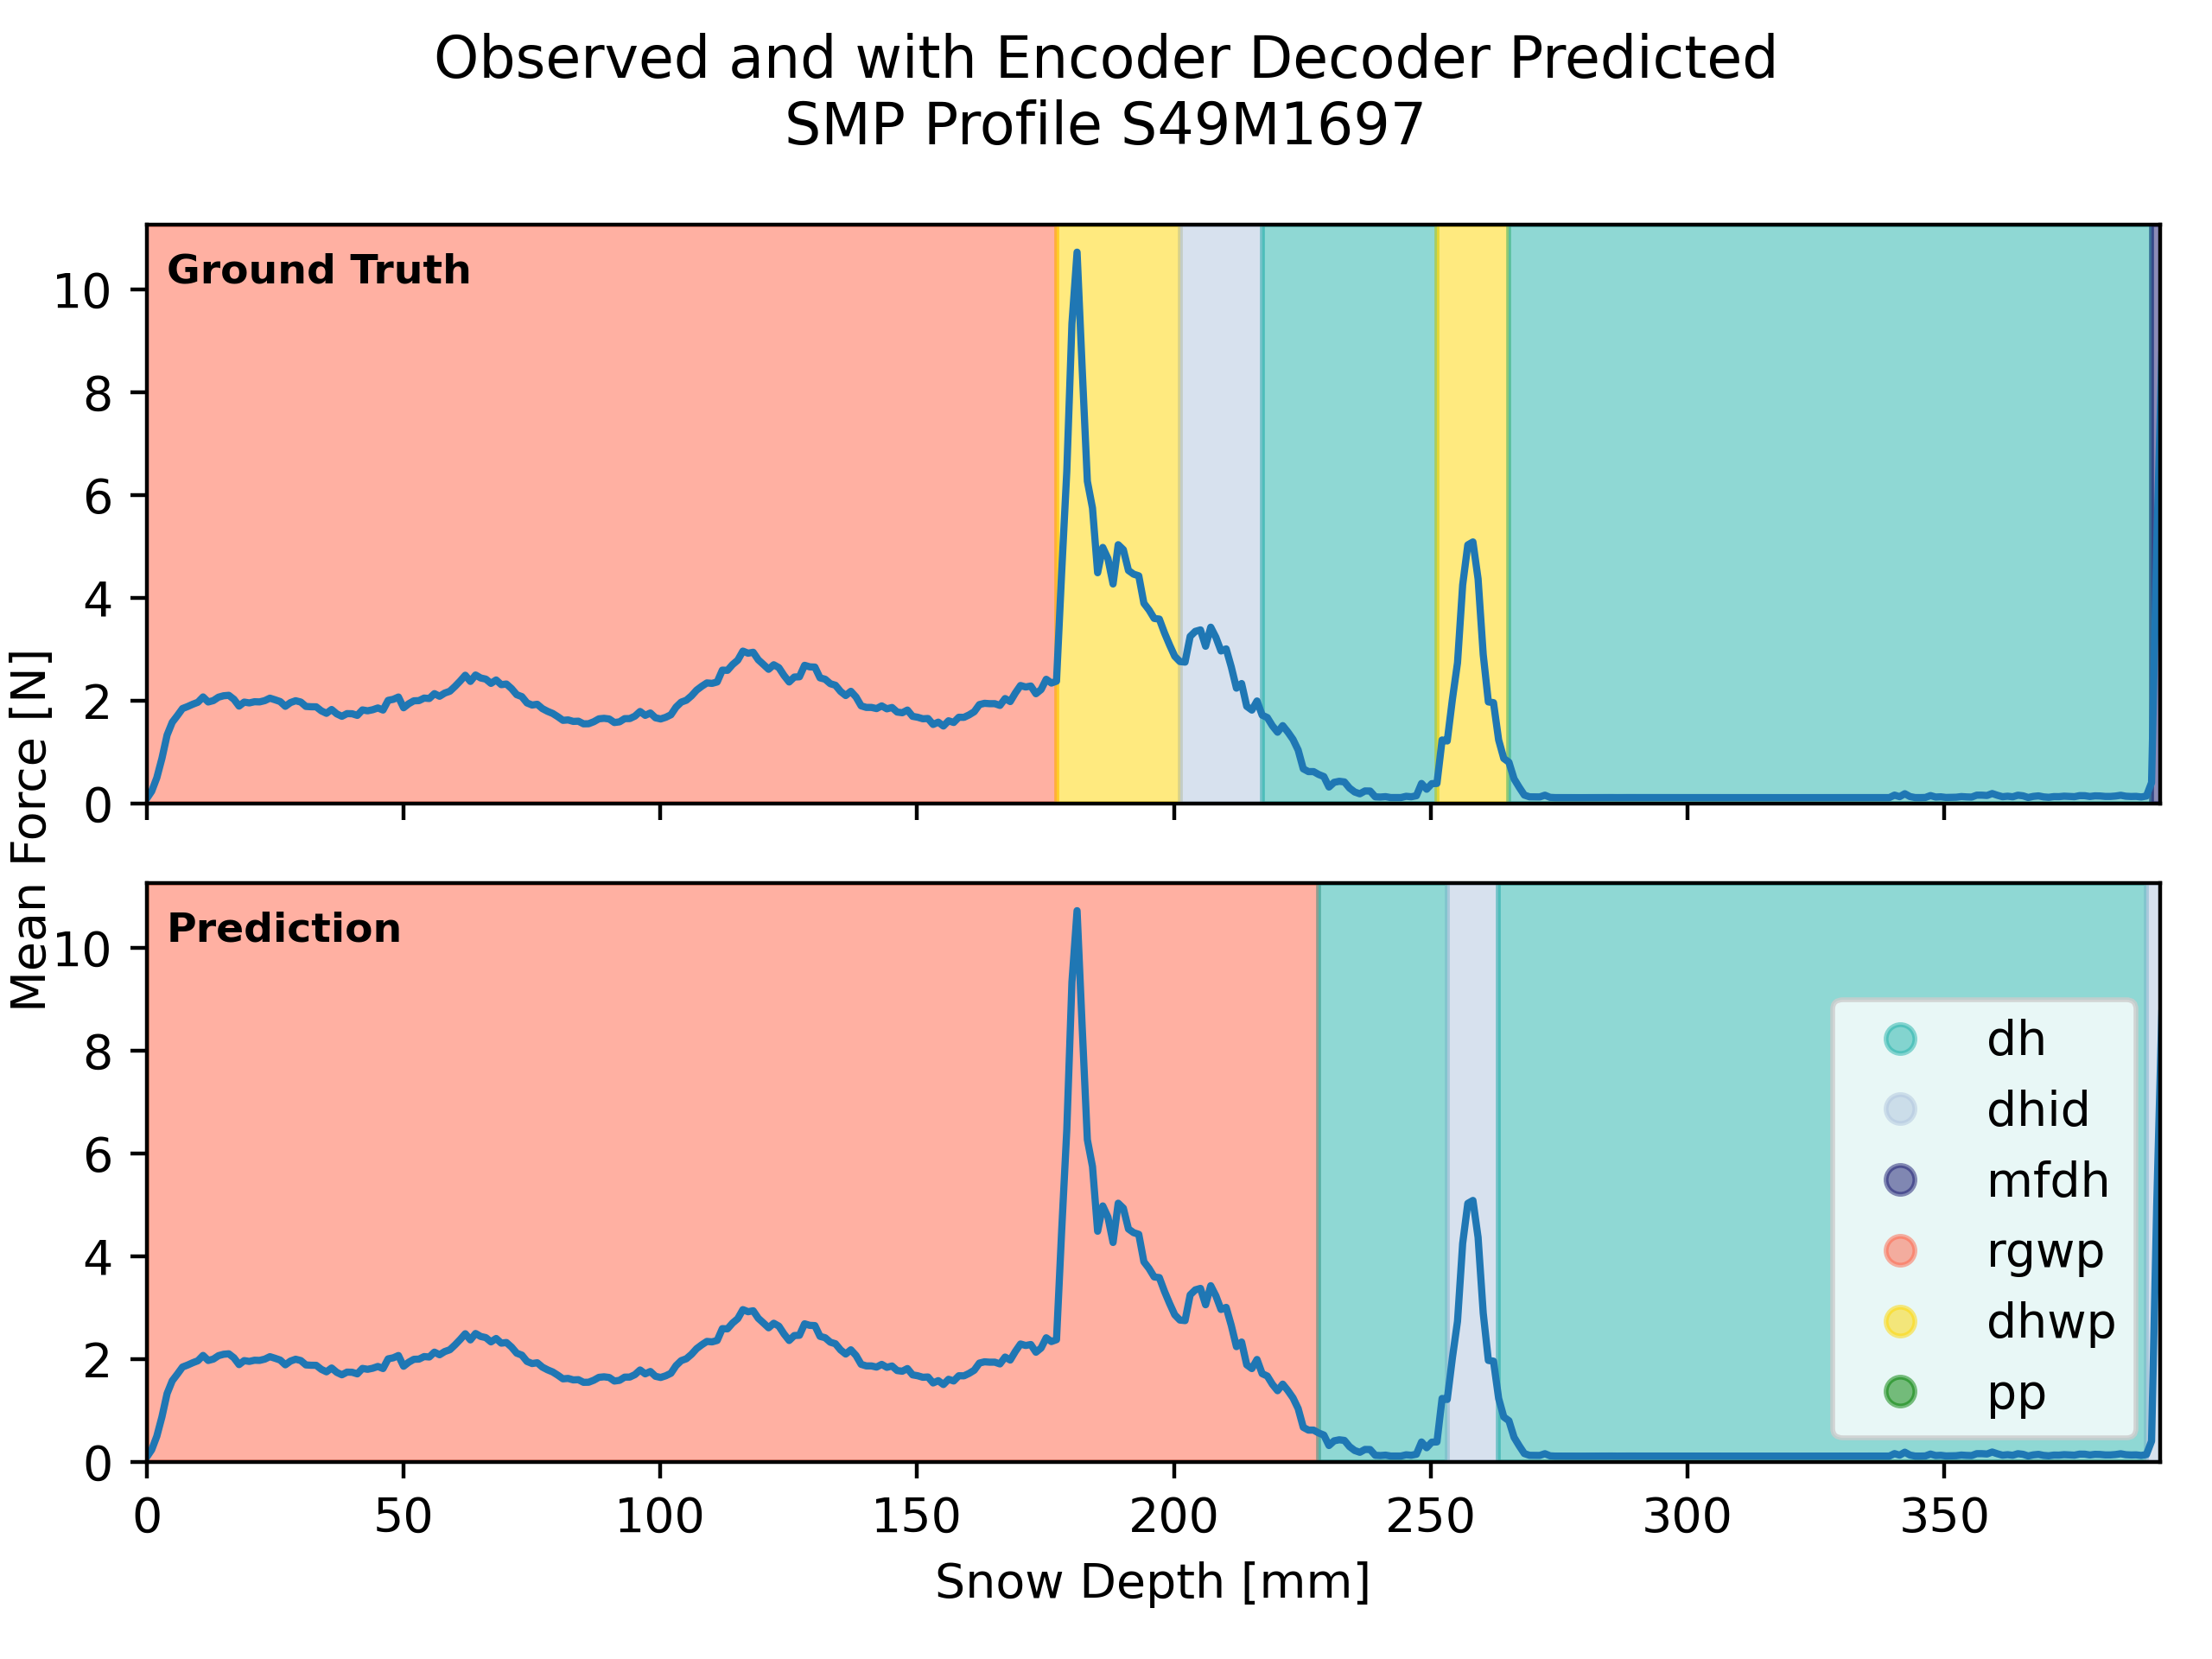 Observed and with Encoder Decoder Predicted
SMP Profile S49M1697
Ground Truth
10
8
6
4
2
0
Mean Force [N]
Prediction
10
8
6
4
2
0
dh
dhid
mfdh
rgwp
dhwp
pp
0 50 100 150 200 250 300 350
Snow Depth [mm]